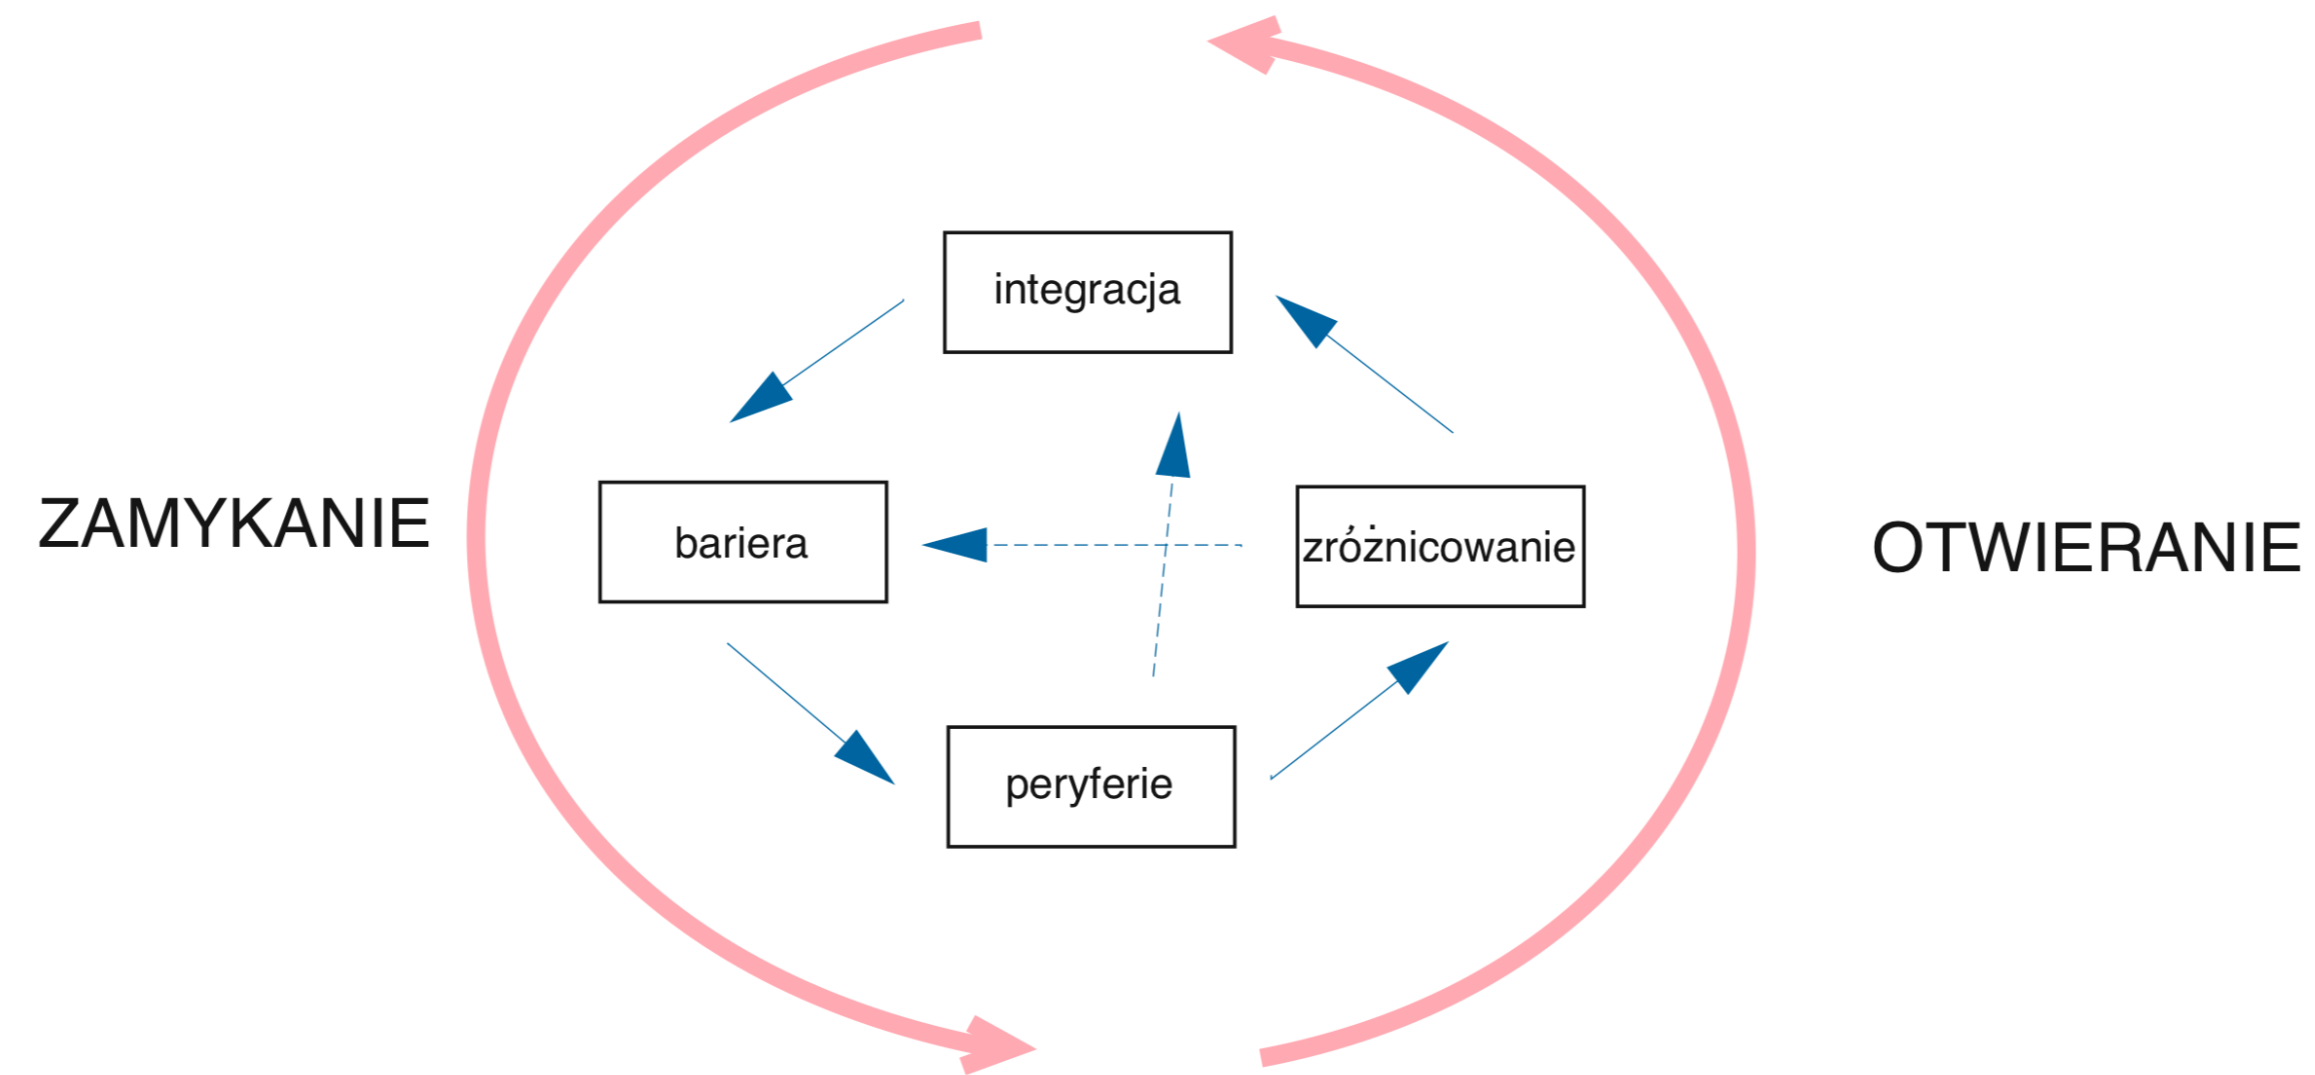 integracja
ZAMYKANIE
bariera
zróżnicowanie
OTWIERANIE
peryferie